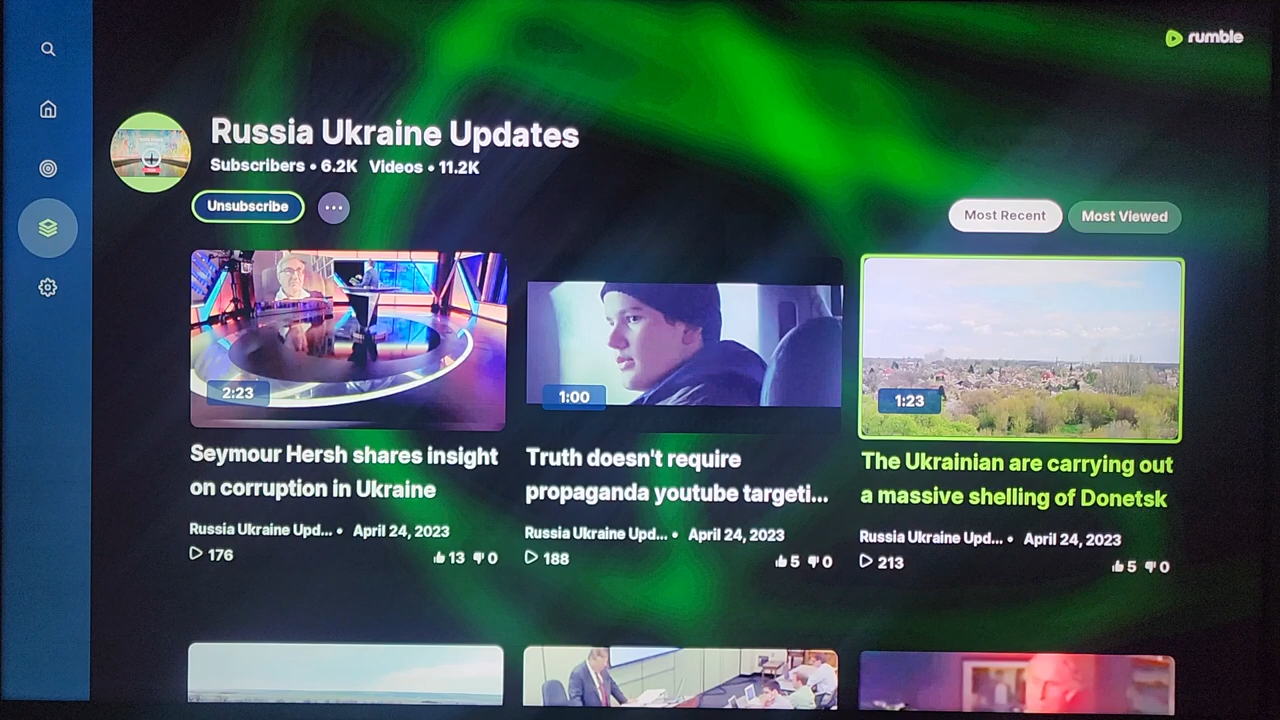 rumble
Russia Ukraine Updates
Subscribers • 6.2K Videos • 11.2K
Unsubscribe
Most Recent
Most Viewed
2:23
1:00
1:23
Seymour Hersh shares insight
on corruption in Ukraine
Truth doesn't require
propaganda youtube targeti...
The Ukrainian are carrying out
a massive shelling of Donetsk
Russia Ukraine Upd... • April 24, 2023
176 13 0
Russia Ukraine Upd... • April 24, 2023
188 5 0
Russia Ukraine Upd... • April 24, 2023
213 5 0